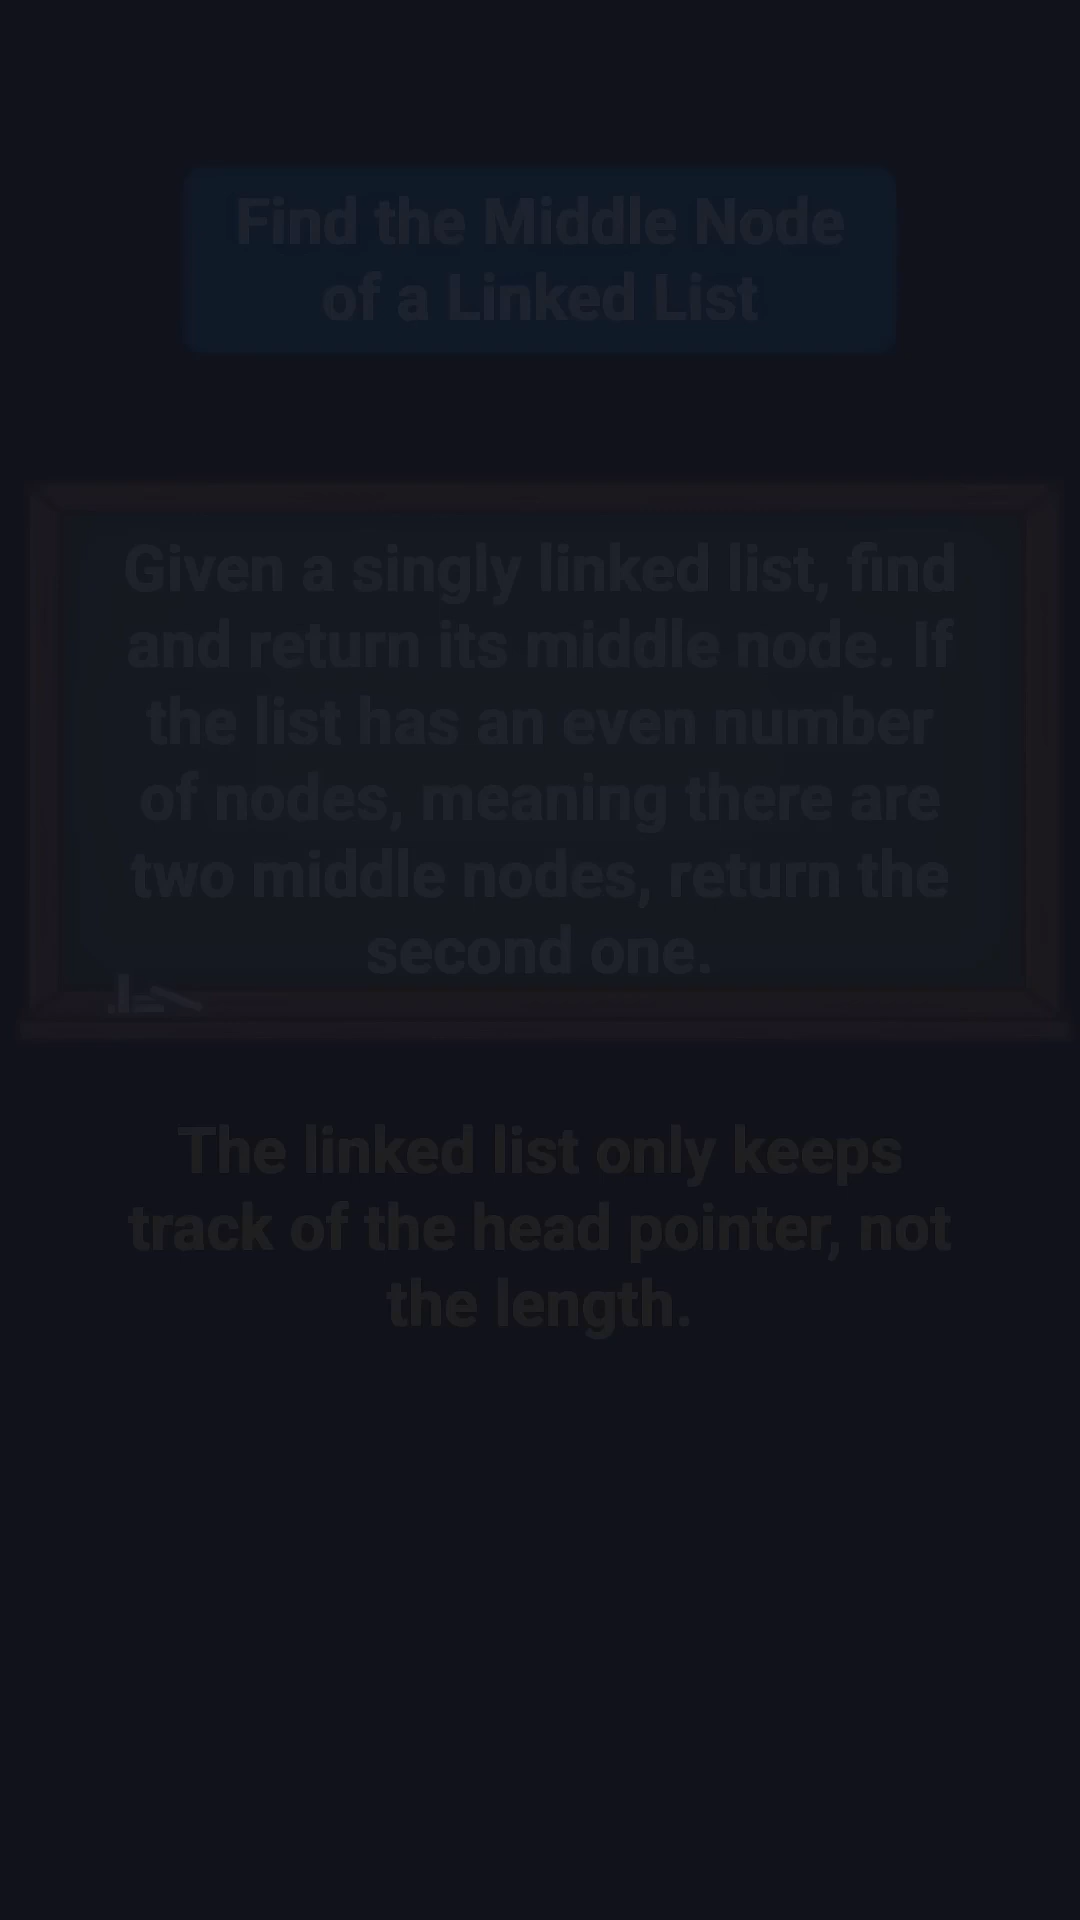 Find the Middle Node
of a Linked List
Given a singly linked list, find
and return its middle node. If
the list has an even number
of nodes, meaning there are
two middle nodes, return the
second one.
The linked list only keeps
track of the head pointer, not
the length.